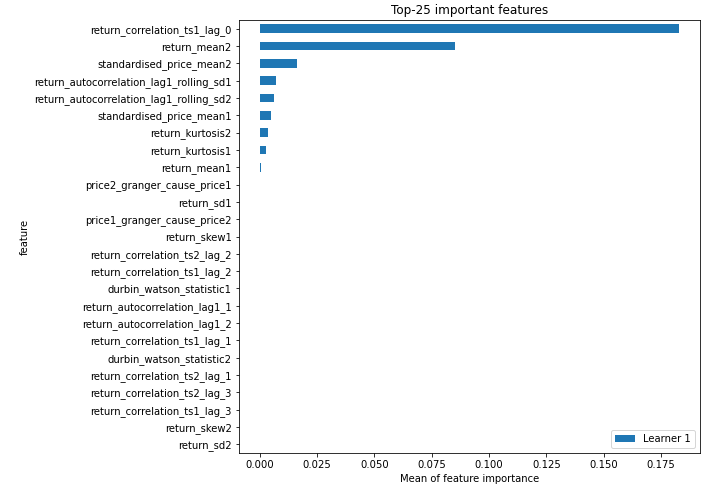 Top-25 important features
return_correlation_ts1_lag_0
return_mean2
standardised_price_mean2
return_autocorrelation_lag1_rolling_sd1
return_autocorrelation_lag1_rolling_sd2
standardised_price_mean1
return_kurtosis2
return_kurtosis1
return_mean1
price2_granger_cause_price1
return_sd1
price1_granger_cause_price2
return_skew1
return_correlation_ts2_lag_2
return_correlation_ts1_lag_2
durbin_watson_statistic1
return_autocorrelation_lag1_1
return_autocorrelation_lag1_2
return_correlation_ts1_lag_1
durbin_watson_statistic2
return_correlation_ts2_lag_1
return_correlation_ts2_lag_3
return_correlation_ts1_lag_3
return_skew2
return_sd2
feature
Learner 1
0.000 0.025 0.050 0.075 0.100 0.125 0.150 0.175
Mean of feature importance